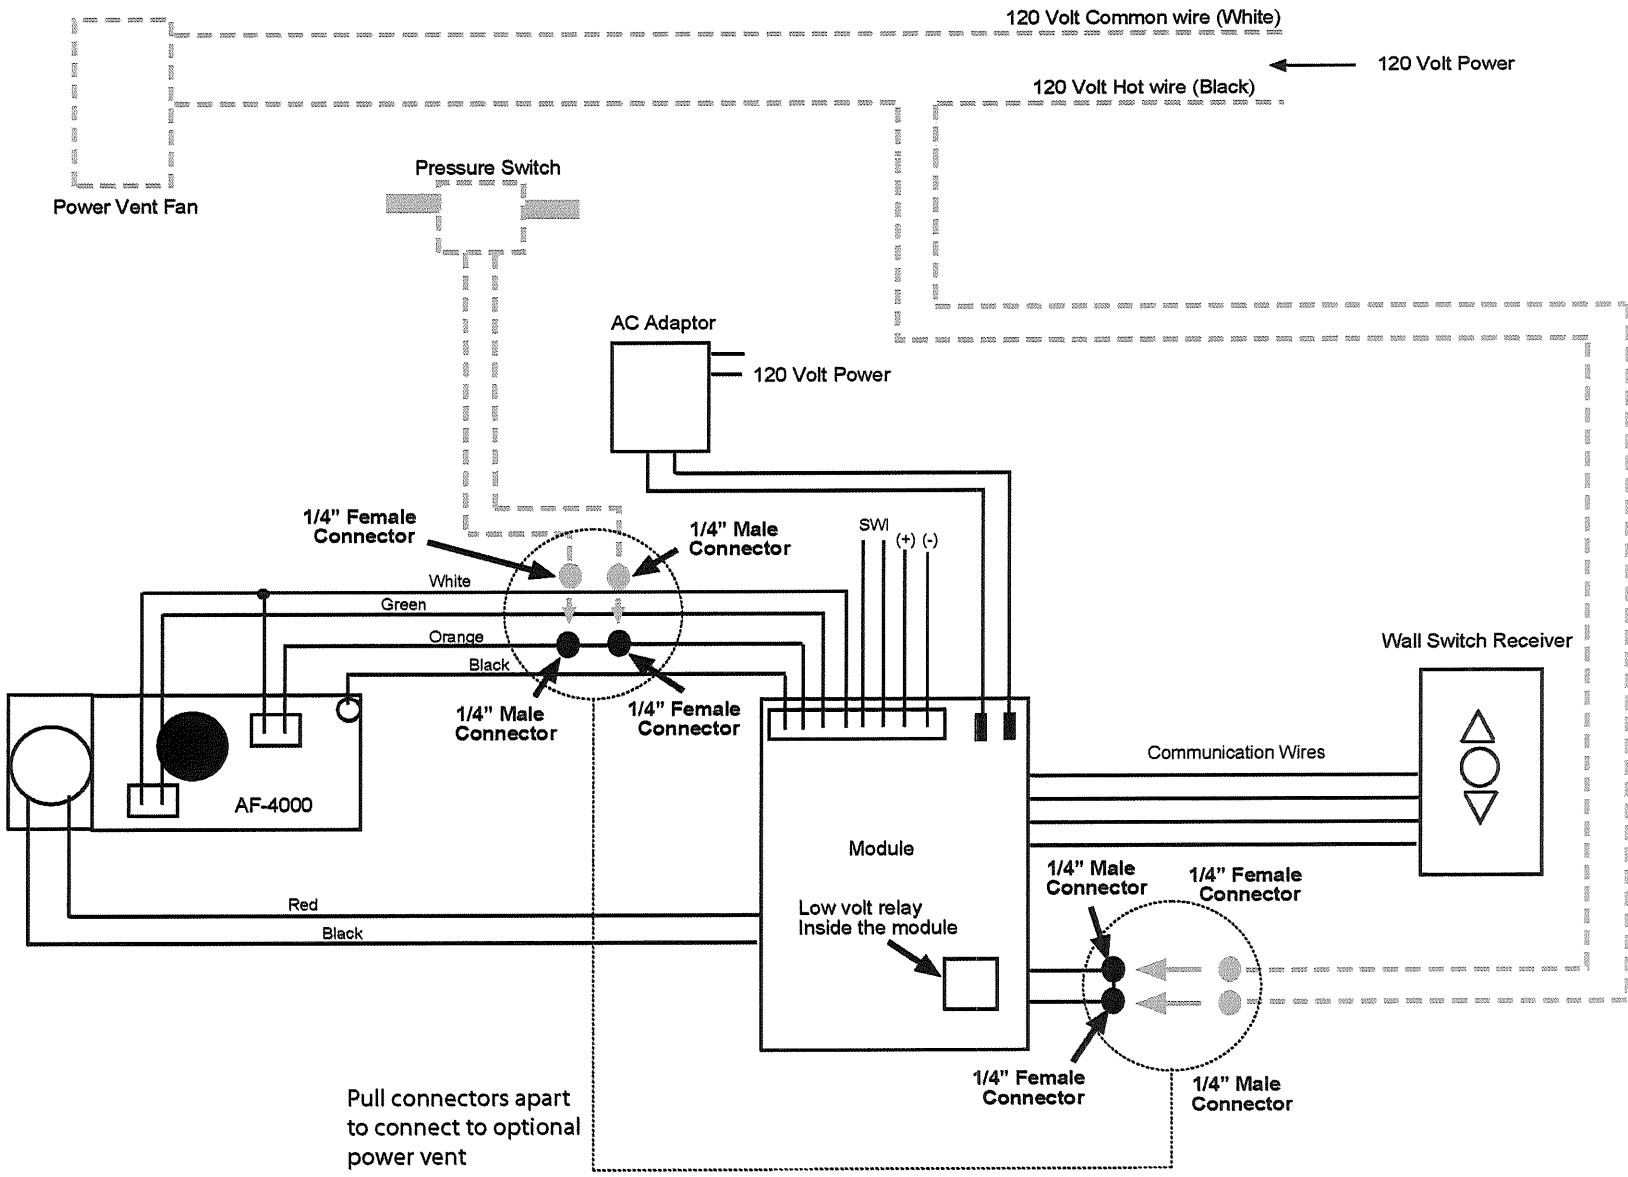 120 Volt Common wire (White)
120 Volt Power
120 Volt Hot wire (Black)
Pressure Switch
Power Vent Fan
AC Adaptor
120 Volt Power
1/4” Female
Connector
1/4” Male
Connector
SWI
(+) (-)
White
Green
Orange
Black
Wall Switch Receiver
1/4” Male
Connector
1/4” Female
Connector
Communication Wires
AF-4000
Module
1/4” Male
Connector
1/4” Female
Connector
Red
Black
Low volt relay
Inside the module
1/4” Female
Connector
1/4” Male
Connector
Pull connectors apart
to connect to optional
power vent